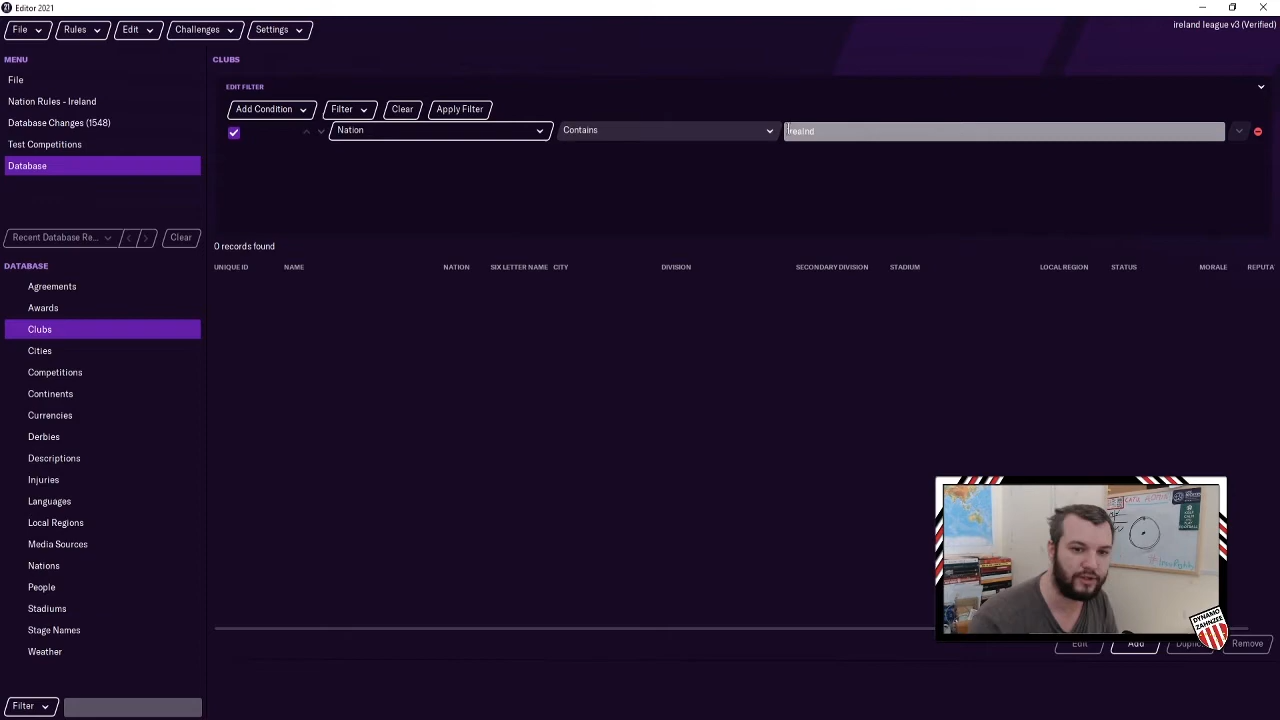 Editor 2021
File
Rules
Edit
Challenges
Settings
ireland league v3 (Verified)
MENU
File
Nation Rules - Ireland
Database Changes (1548)
Test Competitions
Database
Recent Database Re...
Clear
DATABASE
Agreements
Awards
Clubs
Cities
Competitions
Continents
Currencies
Derbies
Descriptions
Injuries
Languages
Local Regions
Media Sources
Nations
People
Stadiums
Stage Names
Weather
Filter
CLUBS
EDIT FILTER
Add Condition
Filter
Clear
Apply Filter
Nation
Contains
0 records found
UNIQUE ID NAME NATION SIX LETTER NAME CITY DIVISION SECONDARY DIVISION STADIUM LOCAL REGION STATUS MORALE REPUTA
DYNAMO
ZAHNZEE
Edit
Add
Duplic
Remove